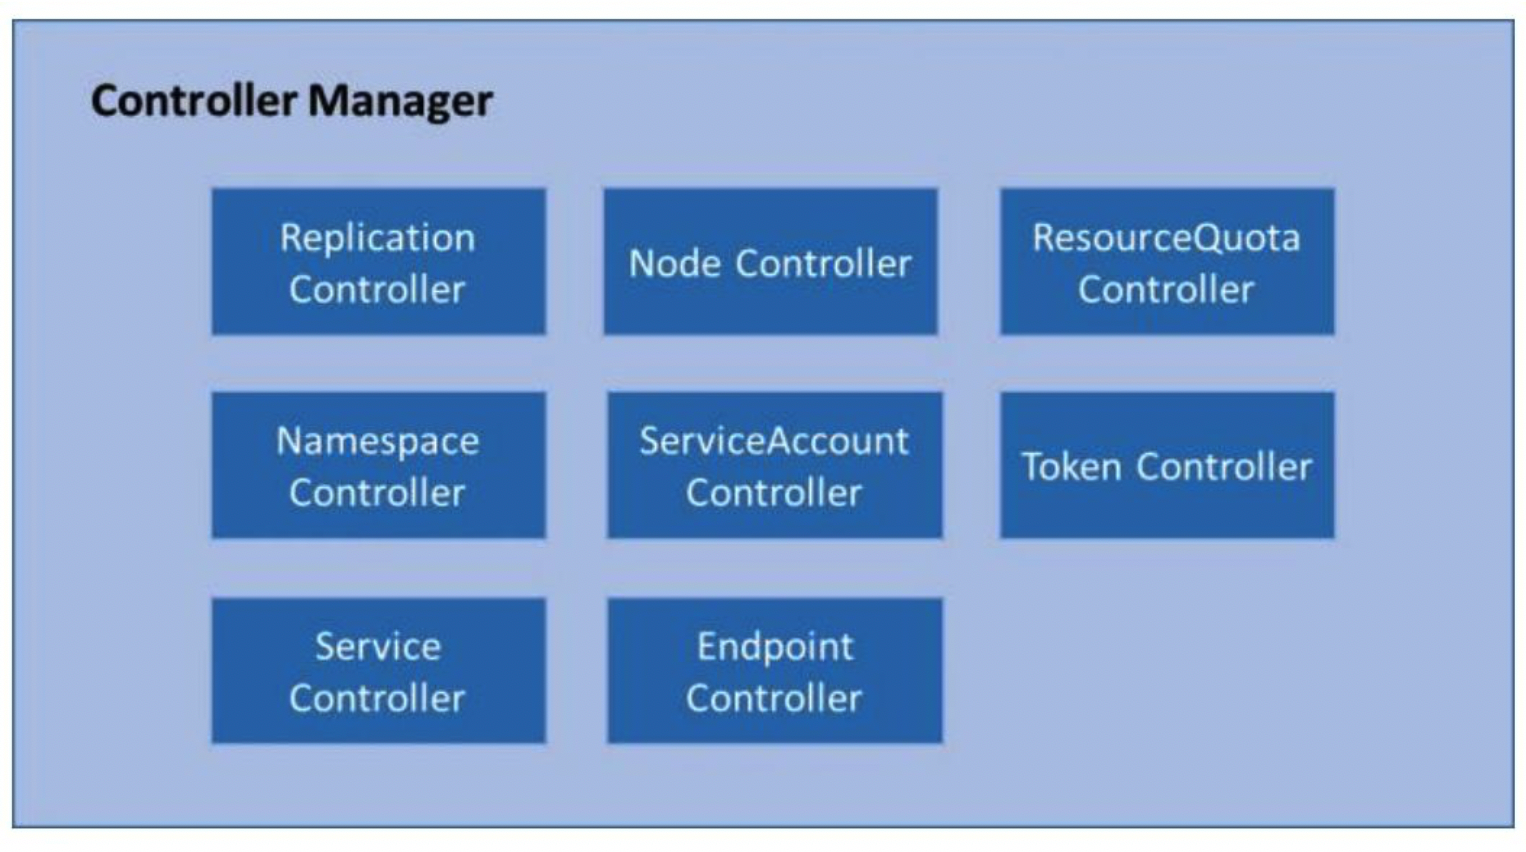 Controller Manager
Replication
Controller
Node Controller
ResourceQuota
Controller
Namespace
Controller
ServiceAccount
Controller
Token Controller
Service
Controller
Endpoint
Controller